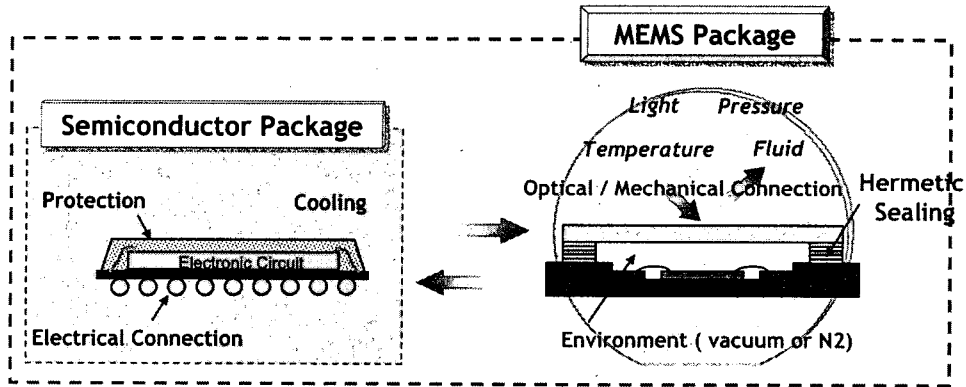 MEMS Package
Semiconductor Package
Protection
Cooling
Electronic Circuit
Electrical Connection
Light Pressure
Temperature Fluid
Optical / Mechanical Connection
Hermetic
Sealing
Environment ( vacuum or N2)